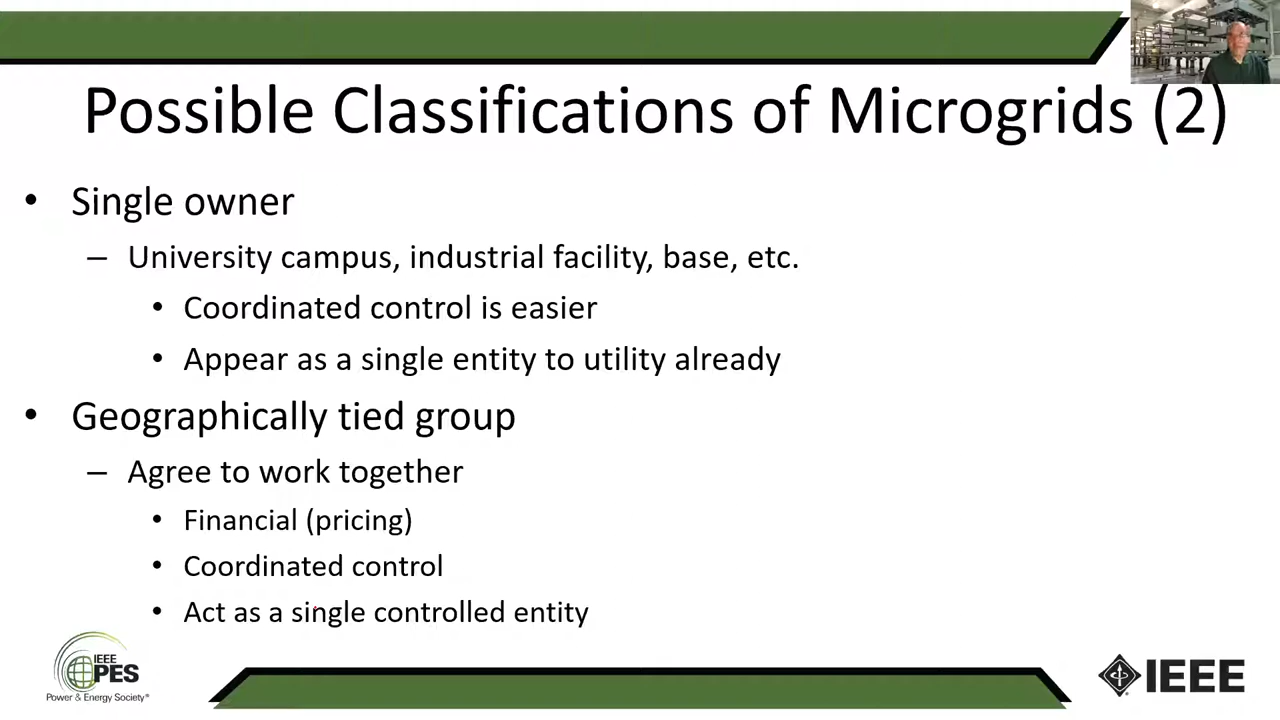 Possible Classifications of Microgrids (2)
• Single owner
– University campus, industrial facility, base, etc.
• Coordinated control is easier
• Appear as a single entity to utility already
• Geographically tied group
– Agree to work together
• Financial (pricing)
• Coordinated control
• Act as a single controlled entity
IEEE
PES
Power & Energy Society®
IEEE